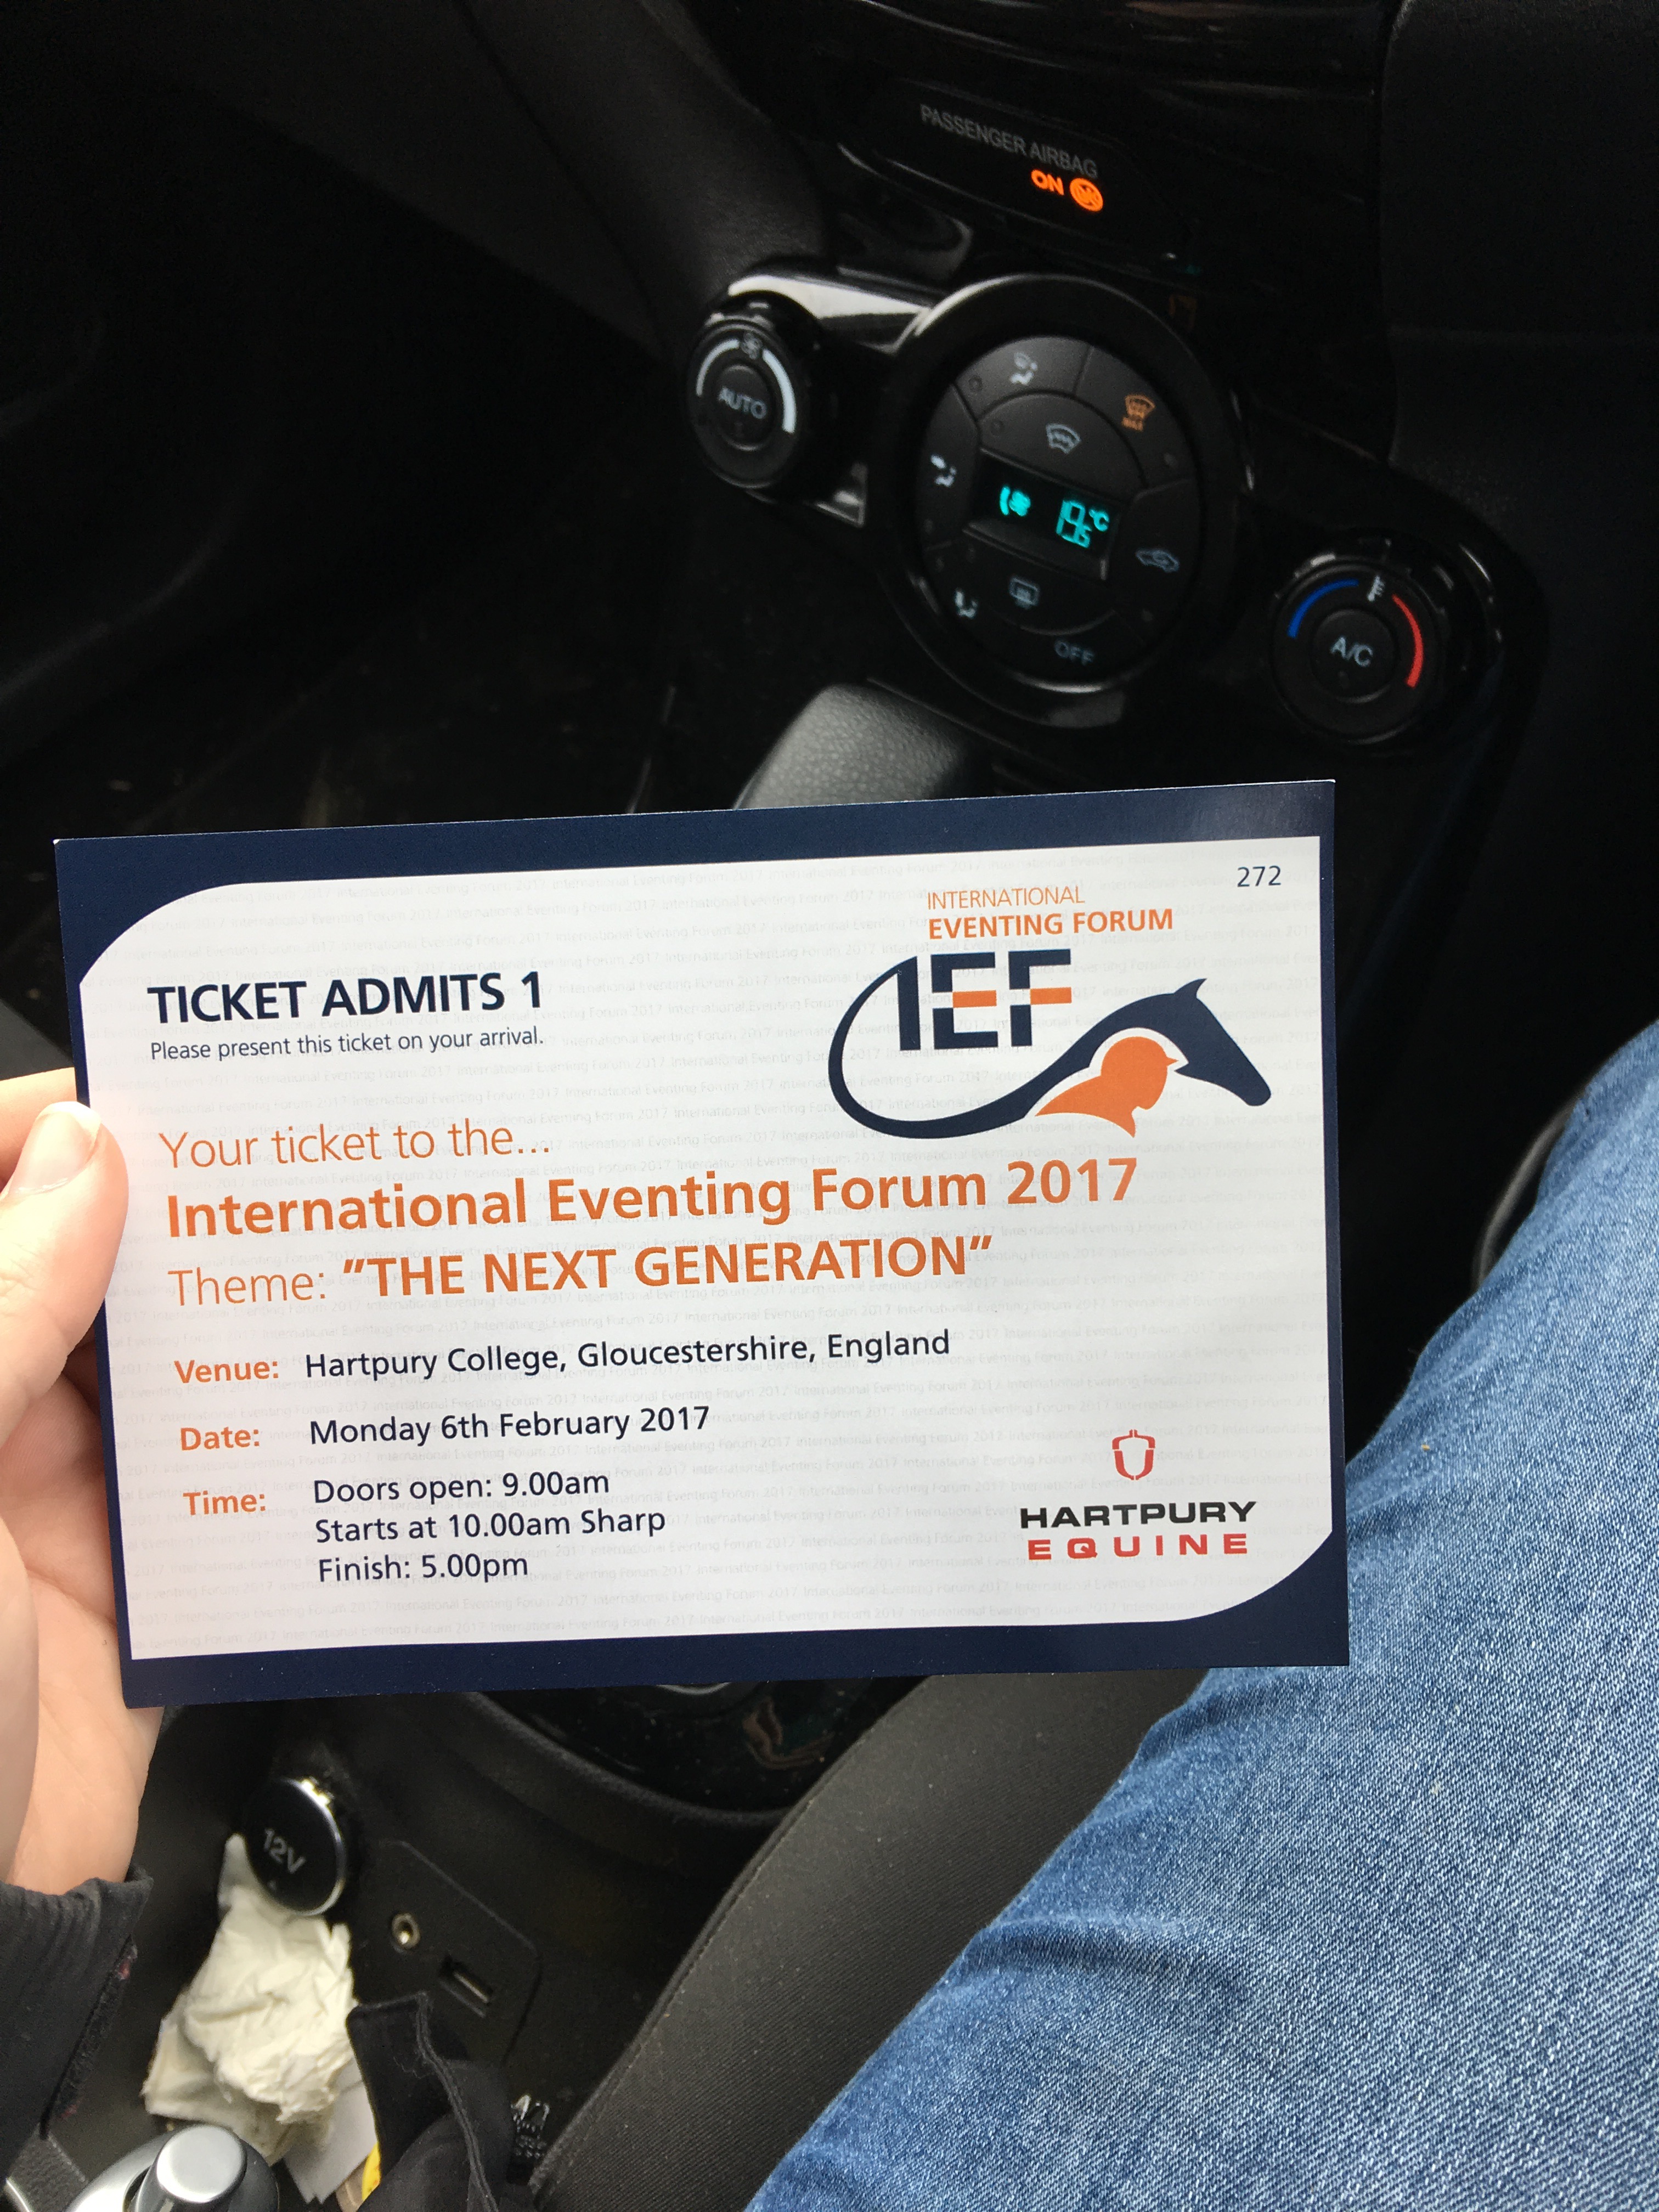 PASSENGER AIRBAG
ON
AUTO
MAX
19.5 °C
OFF
A/C
272
INTERNATIONAL
EVENTING FORUM
IEF
TICKET ADMITS 1
Please present this ticket on your arrival.
Your ticket to the...
International Eventing Forum 2017
Theme: "THE NEXT GENERATION"
Venue: Hartpury College, Gloucestershire, England
Date: Monday 6th February 2017
Time: Doors open: 9.00am
Starts at 10.00am Sharp
Finish: 5.00pm
HARTPURY
EQUINE
12V